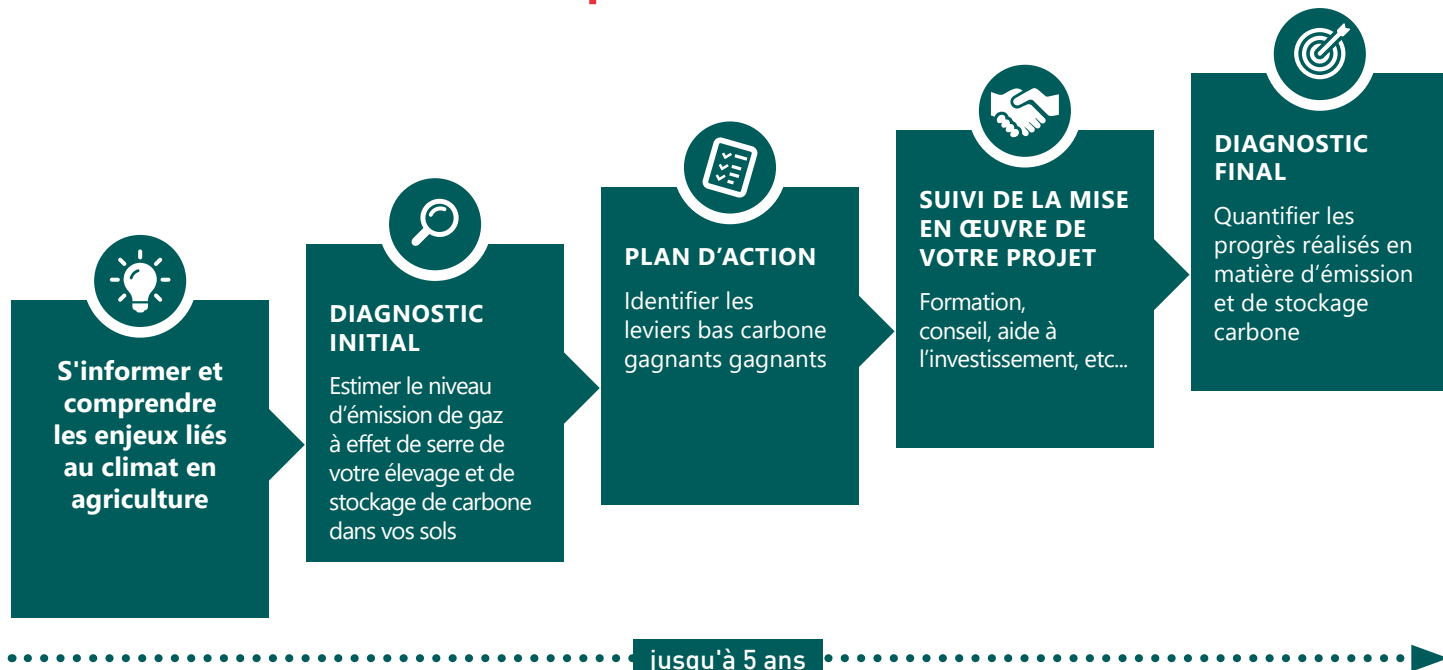 S'informer et
comprendre
les enjeux liés
au climat en
agriculture
DIAGNOSTIC
INITIAL
Estimer le niveau
d’émission de gaz
à effet de serre de
votre élevage et de
stockage de carbone
dans vos sols
PLAN D’ACTION
Identifier les
leviers bas carbone
gagnants gagnants
SUIVI DE LA MISE
EN ŒUVRE DE
VOTRE PROJET
Formation,
conseil, aide à
l’investissement, etc...
DIAGNOSTIC
FINAL
Quantifier les
progrès réalisés en
matière d’émission
et de stockage
carbone
jusqu'à 5 ans